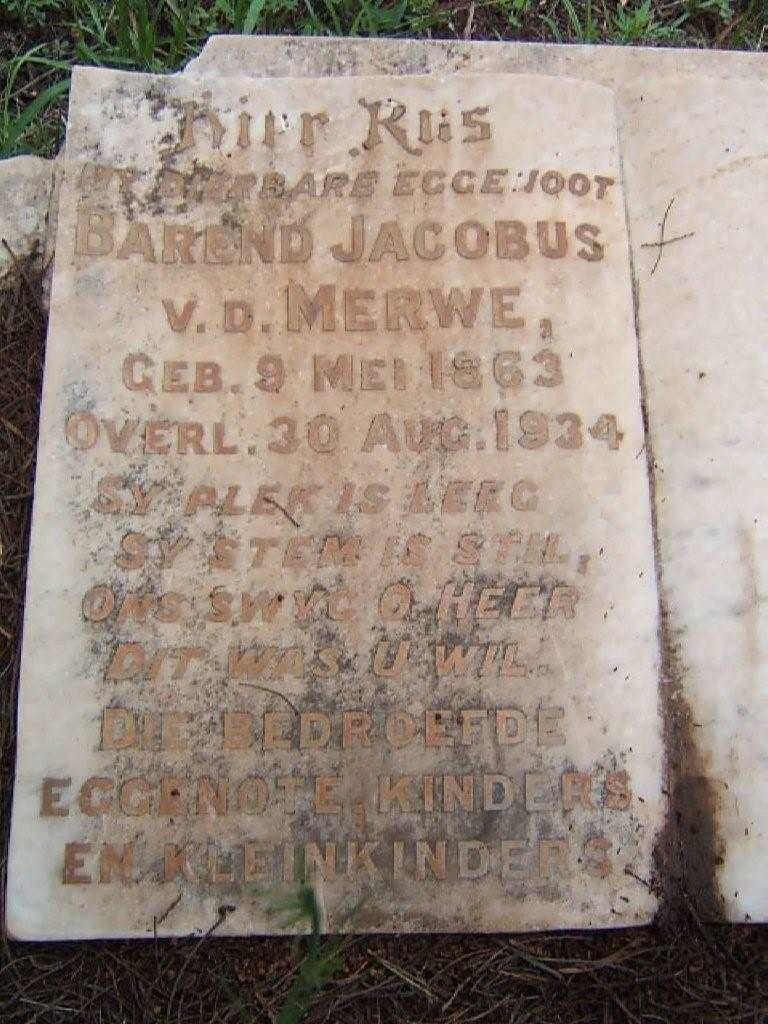 Hier Rus
MY DIERBARE EGGENOOT
BAREND JACOBUS
V.D. MERWE,
GEB. 9 MEI 1863
OVERL. 30 AUG. 1934
SY PLEK IS LEEG
SY STEM IS STIL,
ONS SWYG O HEER
DIT WAS U WIL.
DIE BEDROEFDE
EGGENOTE, KINDERS
EN KLEINKINDERS